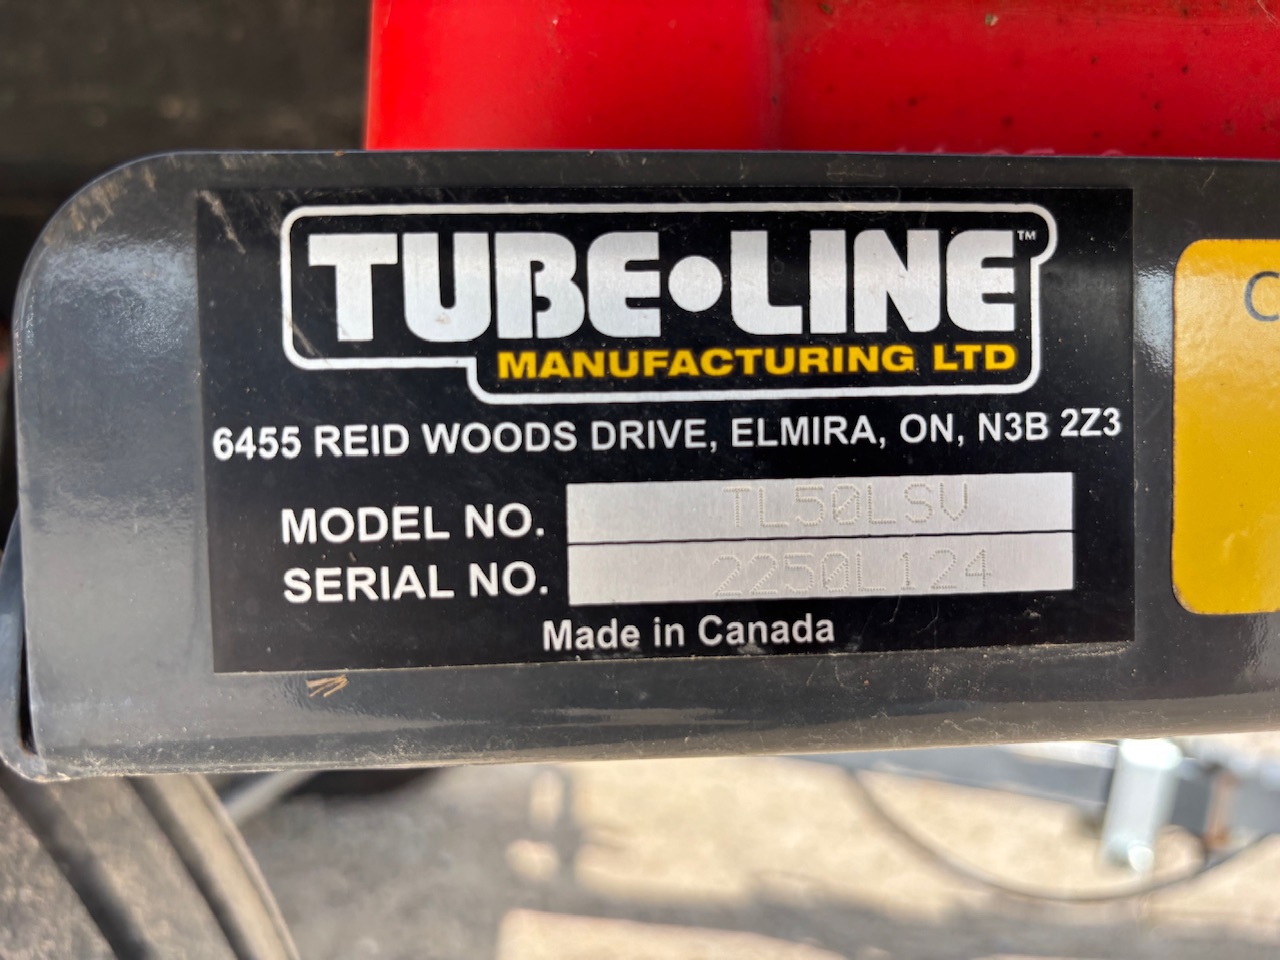 TUBE•LINE™
MANUFACTURING LTD
6455 REID WOODS DRIVE, ELMIRA, ON, N3B 2Z3
MODEL NO. TL50LSV
SERIAL NO. 2250L124
Made in Canada